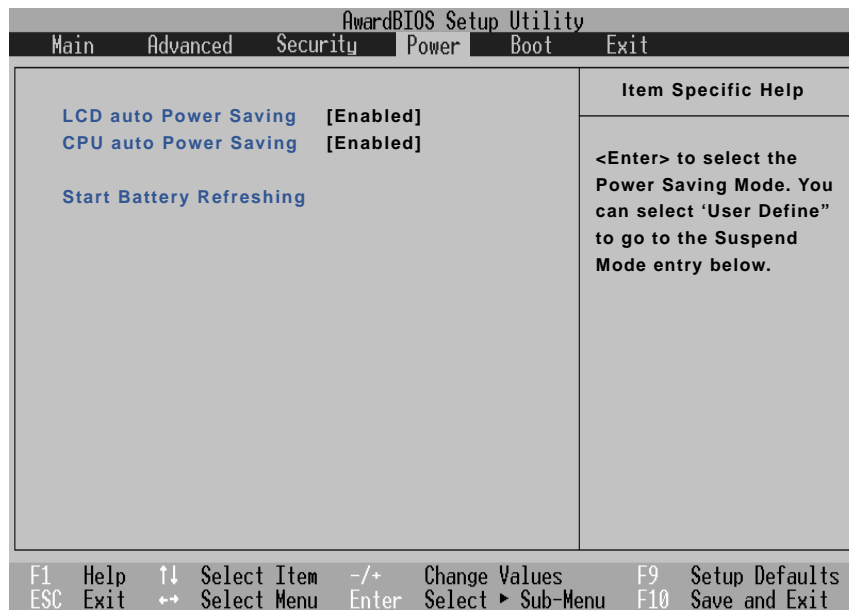 AwardBIOS Setup Utility
Main Advanced Security Power Boot Exit
LCD auto Power Saving [Enabled]
CPU auto Power Saving [Enabled]
Start Battery Refreshing
Item Specific Help
<Enter> to select the
Power Saving Mode. You
can select ‘User Define”
to go to the Suspend
Mode entry below.
F1 Help ↑↓ Select Item -/+ Change Values F9 Setup Defaults
ESC Exit ←→ Select Menu Enter Select ▶ Sub-Menu F10 Save and Exit